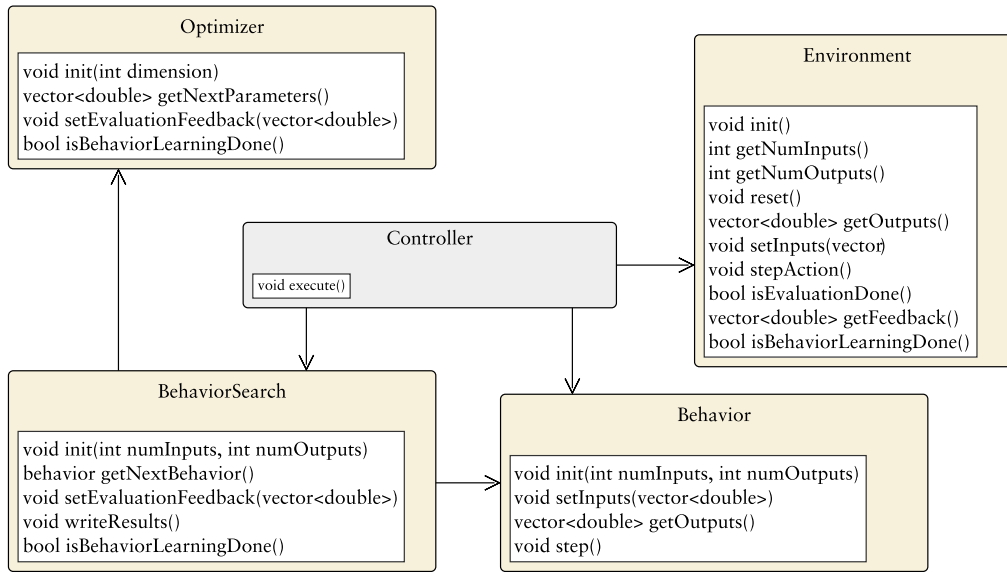 Optimizer
void init(int dimension)
vector<double> getNextParameters()
void setEvaluationFeedback(vector<double>)
bool isBehaviorLearningDone()
Environment
void init()
int getNumInputs()
int getNumOutputs()
void reset()
vector<double> getOutputs()
void setInputs(vector)
void stepAction()
bool isEvaluationDone()
vector<double> getFeedback()
bool isBehaviorLearningDone()
Controller
void execute()
BehaviorSearch
void init(int numInputs, int numOutputs)
behavior getNextBehavior()
void setEvaluationFeedback(vector<double>)
void writeResults()
bool isBehaviorLearningDone()
Behavior
void init(int numInputs, int numOutputs)
void setInputs(vector<double>)
vector<double> getOutputs()
void step()